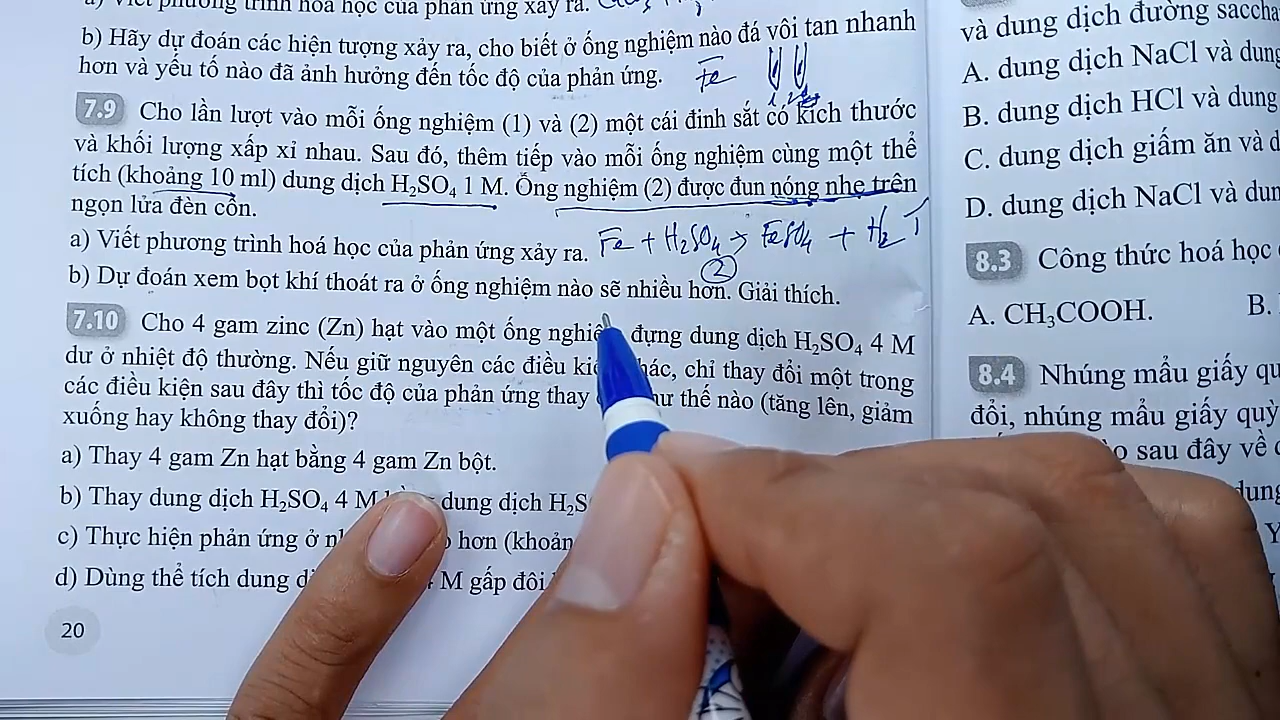 a) Viết phương trình hoá học của phản ứng xảy ra.
b) Hãy dự đoán các hiện tượng xảy ra, cho biết ở ống nghiệm nào đá vôi tan nhanh
hơn và yếu tố nào đã ảnh hưởng đến tốc độ của phản ứng. Fe
7.9 Cho lần lượt vào mỗi ống nghiệm (1) và (2) một cái đinh sắt có kích thước
và khối lượng xấp xỉ nhau. Sau đó, thêm tiếp vào mỗi ống nghiệm cùng một thể
tích (khoảng 10 ml) dung dịch H₂SO₄ 1 M. Ống nghiệm (2) được đun nóng nhẹ trên
ngọn lửa đèn cồn.
a) Viết phương trình hoá học của phản ứng xảy ra. Fe + H₂SO₄ → FeSO₄ + H₂ ↑
②
b) Dự đoán xem bọt khí thoát ra ở ống nghiệm nào sẽ nhiều hơn. Giải thích.
7.10 Cho 4 gam zinc (Zn) hạt vào một ống nghiệm đựng dung dịch H₂SO₄ 4 M
dư ở nhiệt độ thường. Nếu giữ nguyên các điều kiện khác, chỉ thay đổi một trong
các điều kiện sau đây thì tốc độ của phản ứng thay như thế nào (tăng lên, giảm
xuống hay không thay đổi)?
a) Thay 4 gam Zn hạt bằng 4 gam Zn bột.
b) Thay dung dịch H₂SO₄ 4 M dung dịch
c) Thực hiện phản ứng ở hơn
d) Dùng thể tích dung M gấp đôi
20
và dung dịch đường
A. dung dịch NaCl và dung
B. dung dịch HCl và dung
C. dung dịch giấm ăn và
D. dung dịch NaCl và
8.3 Công thức hoá học
A. CH₃COOH. B.
8.4 Nhúng mẩu giấy
đổi, nhúng mẩu giấy quỳ
sau đây về